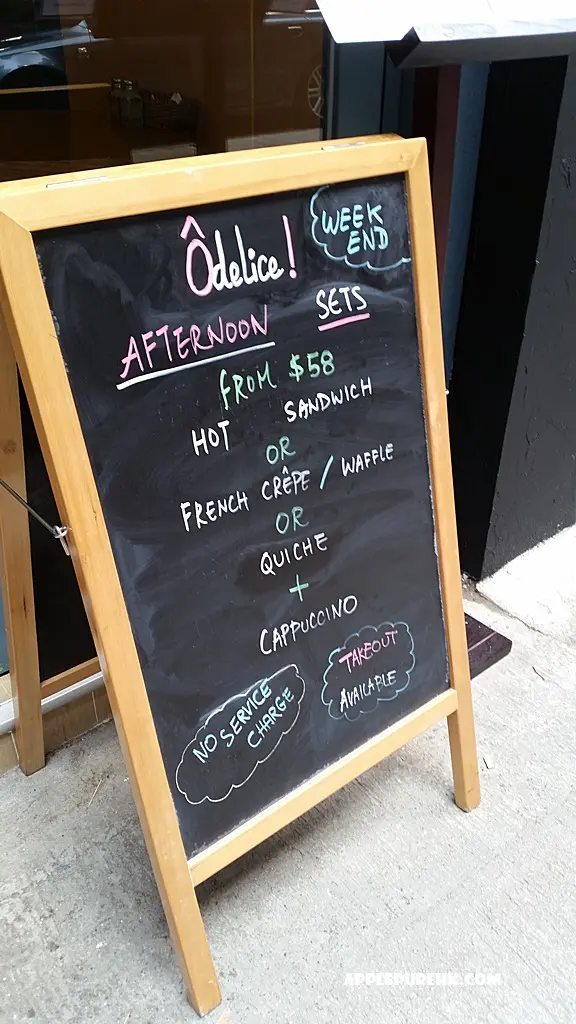 Ôdelice!
WEEK
END
AFTERNOON SETS
FROM $58
HOT SANDWICH
OR
FRENCH CRÊPE / WAFFLE
OR
QUICHE
+
CAPPUCCINO
NO SERVICE
CHARGE
TAKEOUT
AVAILABLE
APPLSPUREHK.COM